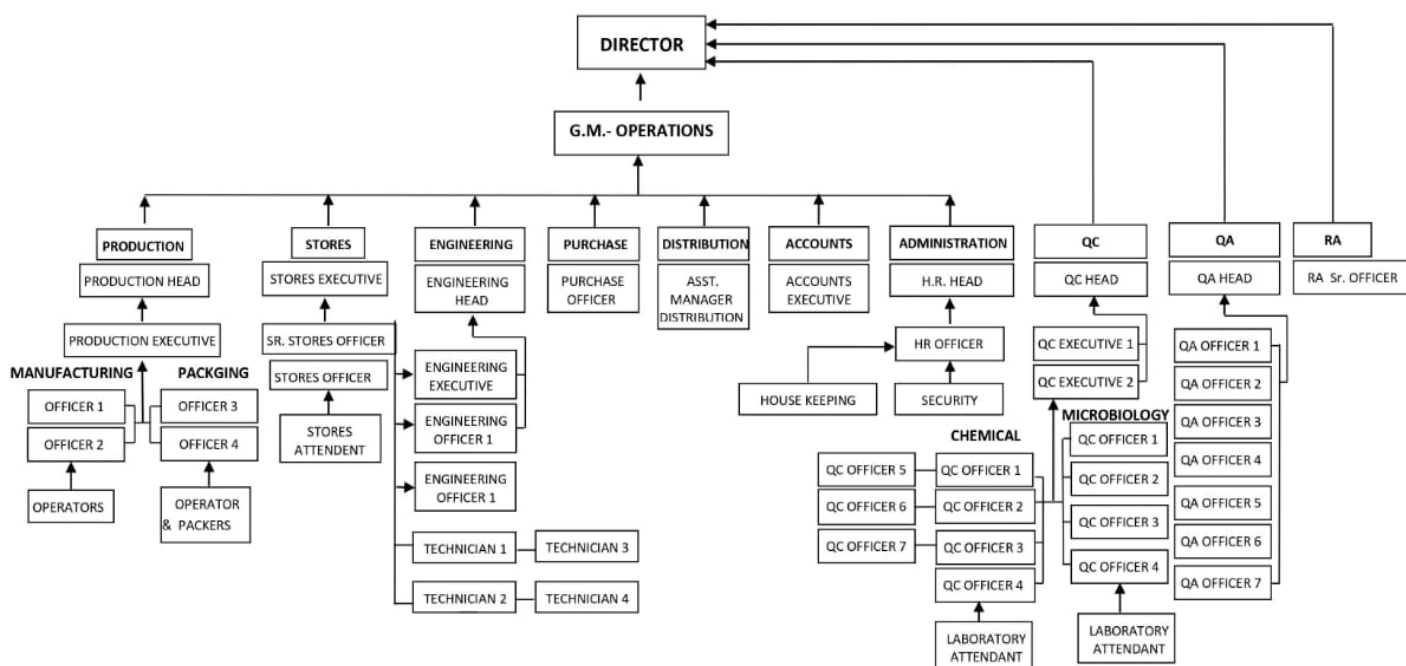 DIRECTOR
G.M.- OPERATIONS
PRODUCTION
PRODUCTION HEAD
PRODUCTION EXECUTIVE
MANUFACTURING
PACKGING
OFFICER 1
OFFICER 2
OPERATORS
OFFICER 3
OFFICER 4
OPERATOR
& PACKERS
STORES
STORES EXECUTIVE
SR. STORES OFFICER
STORES OFFICER
STORES
ATTENDENT
ENGINEERING
ENGINEERING
HEAD
ENGINEERING
EXECUTIVE
ENGINEERING
OFFICER 1
ENGINEERING
OFFICER 1
TECHNICIAN 1
TECHNICIAN 3
TECHNICIAN 2
TECHNICIAN 4
PURCHASE
PURCHASE
OFFICER
DISTRIBUTION
ASST.
MANAGER
DISTRIBUTION
ACCOUNTS
ACCOUNTS
EXECUTIVE
ADMINISTRATION
H.R. HEAD
HR OFFICER
HOUSE KEEPING
SECURITY
QC
QC HEAD
QC EXECUTIVE 1
QC EXECUTIVE 2
CHEMICAL
QC OFFICER 5
QC OFFICER 1
QC OFFICER 6
QC OFFICER 2
QC OFFICER 7
QC OFFICER 3
QC OFFICER 4
LABORATORY
ATTENDANT
MICROBIOLOGY
QC OFFICER 1
QC OFFICER 2
QC OFFICER 3
QC OFFICER 4
LABORATORY
ATTENDANT
QA
QA HEAD
QA OFFICER 1
QA OFFICER 2
QA OFFICER 3
QA OFFICER 4
QA OFFICER 5
QA OFFICER 6
QA OFFICER 7
RA
RA Sr. OFFICER